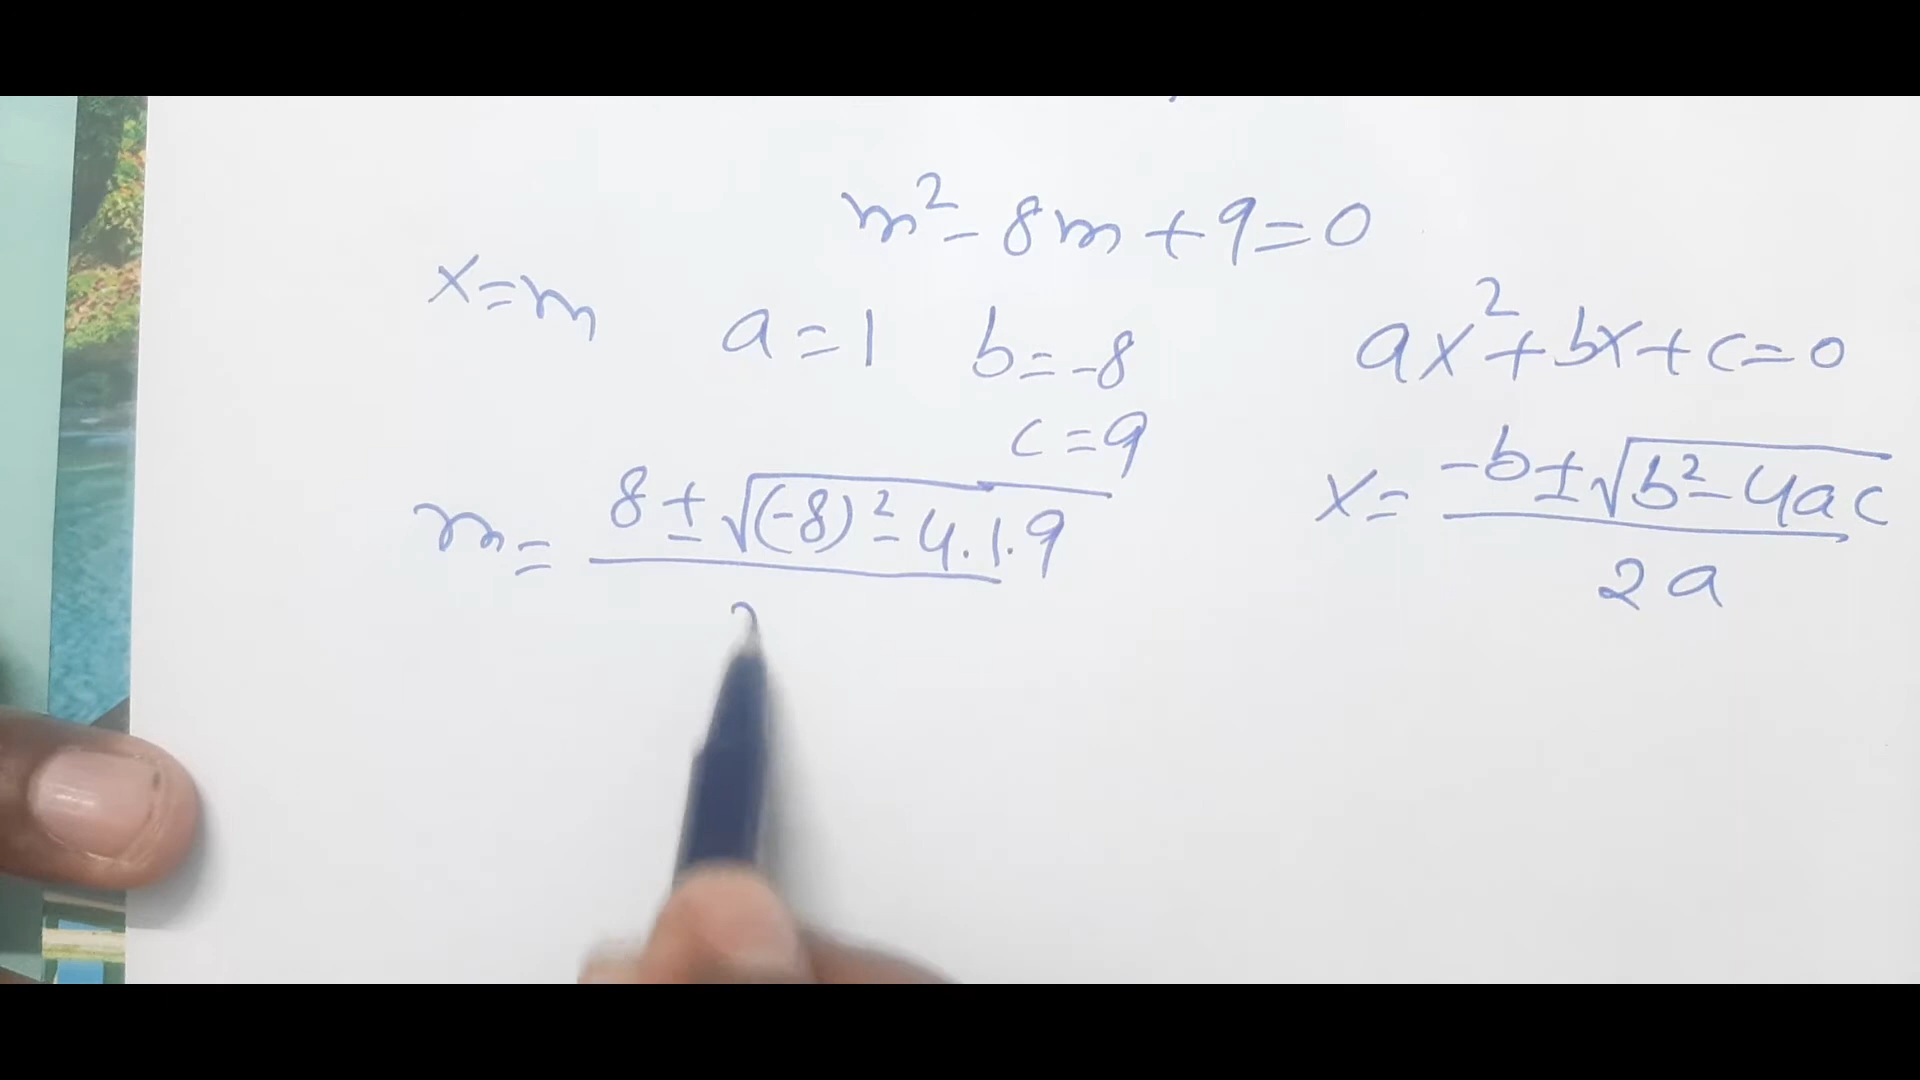 m² - 8m + 9 = 0
x = m
a = 1 b = -8
c = 9
ax² + bx + c = 0
x = (-b ± √(b² - 4ac)) / 2a
m = (8 ± √((-8)² - 4.1.9)) / 2